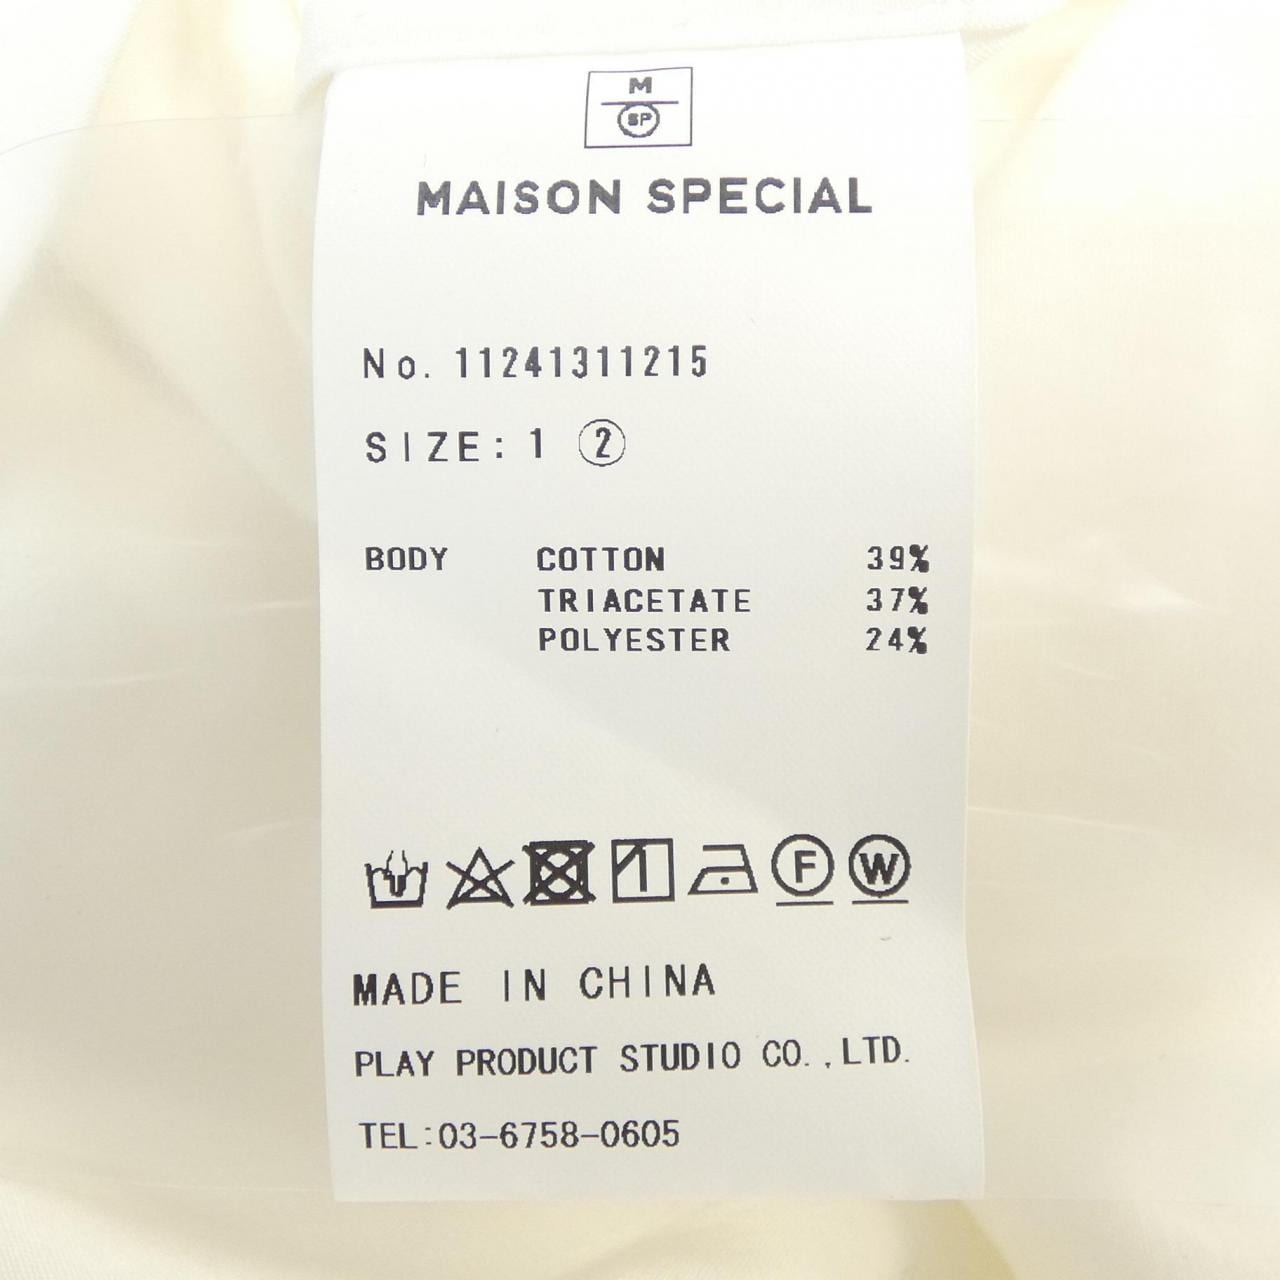 M
SP
MAISON SPECIAL
No. 11241311215
SIZE: 1 ②
BODY COTTON 39%
TRIACETATE 37%
POLYESTER 24%
F W
MADE IN CHINA
PLAY PRODUCT STUDIO CO.,LTD.
TEL:03-6758-0605